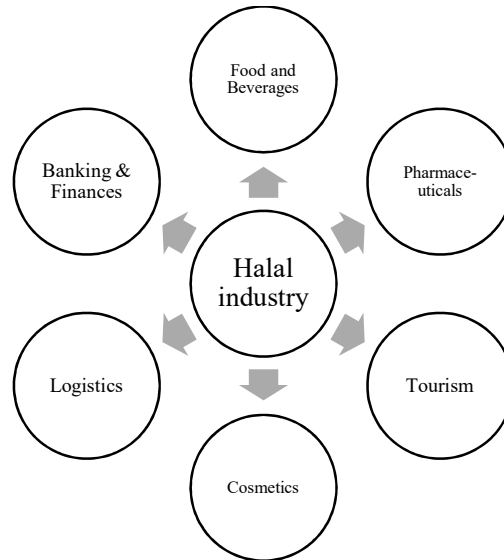 Food and
Beverages
Banking &
Finances
Pharmace-
uticals
Halal
industry
Logistics
Tourism
Cosmetics